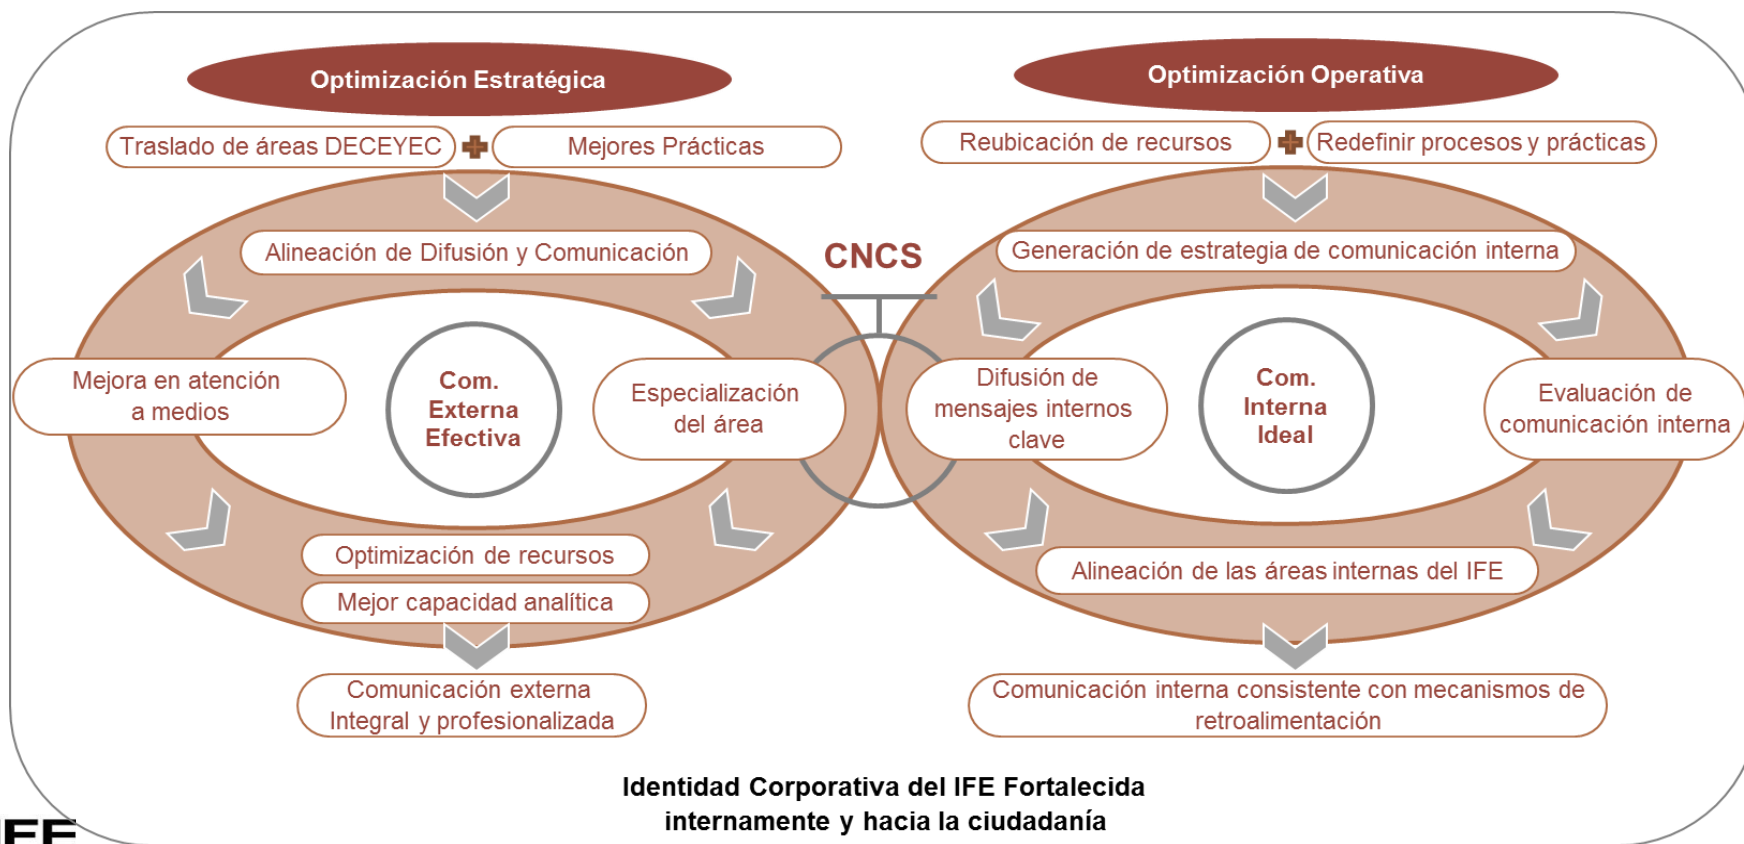 Optimización Estratégica
Traslado de áreas DECEYEC
Mejores Prácticas
Alineación de Difusión y Comunicación
Mejora en atención
a medios
Com.
Externa
Efectiva
Especialización
del área
Optimización de recursos
Mejor capacidad analítica
Comunicación externa
Integral y profesionalizada
CNCS
Optimización Operativa
Reubicación de recursos
Redefinir procesos y prácticas
Generación de estrategia de comunicación interna
Difusión de
mensajes internos
clave
Com.
Interna
Ideal
Evaluación de
comunicación interna
Alineación de las áreas internas del IFE
Comunicación interna consistente con mecanismos de
retroalimentación
Identidad Corporativa del IFE Fortalecida
internamente y hacia la ciudadanía